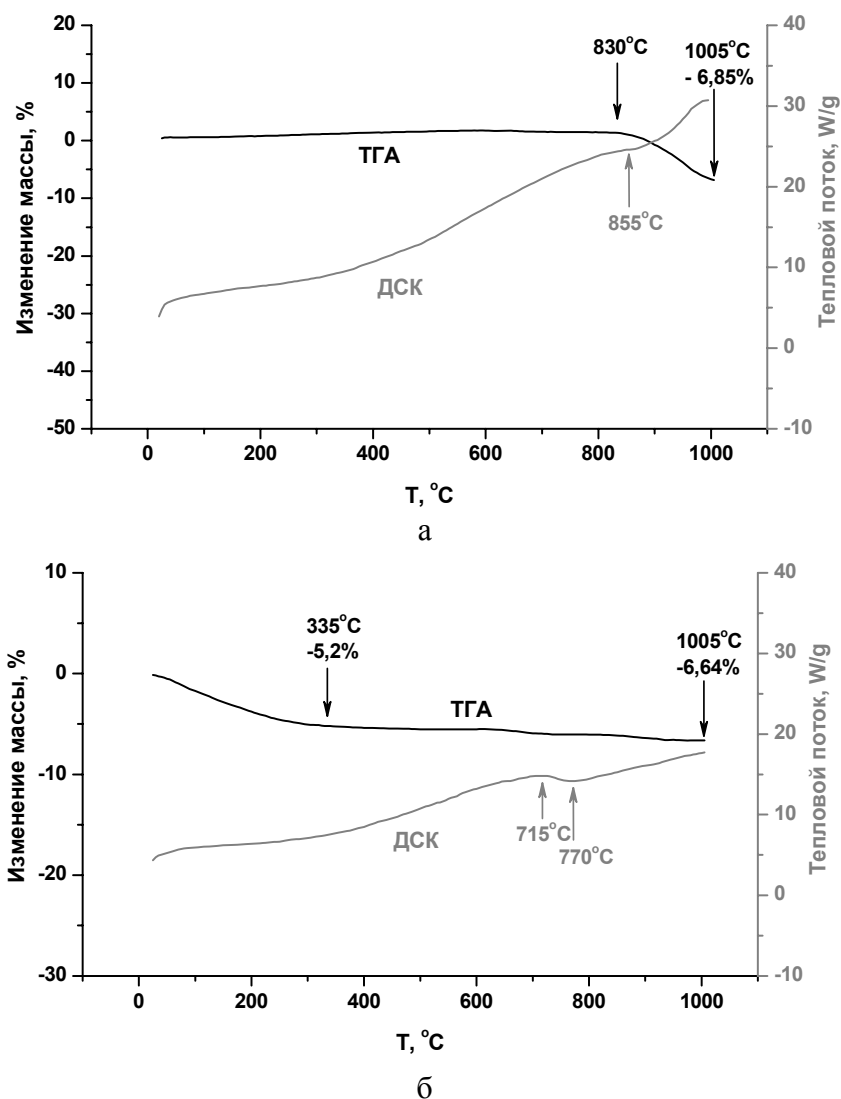 20
10
0
-10
-20
-30
-40
-50
Изменение массы, %
40
30
20
10
0
-10
Тепловой поток, W/g
830°C
1005°C
- 6,85%
ТГА
855°C
ДСК
0 200 400 600 800 1000
T, °C
а
10
0
-10
-20
-30
Изменение массы, %
40
30
20
10
0
-10
Тепловой поток, W/g
335°C
-5,2%
1005°C
-6,64%
ТГА
ДСК
715°C
770°C
0 200 400 600 800 1000
T, °C
б